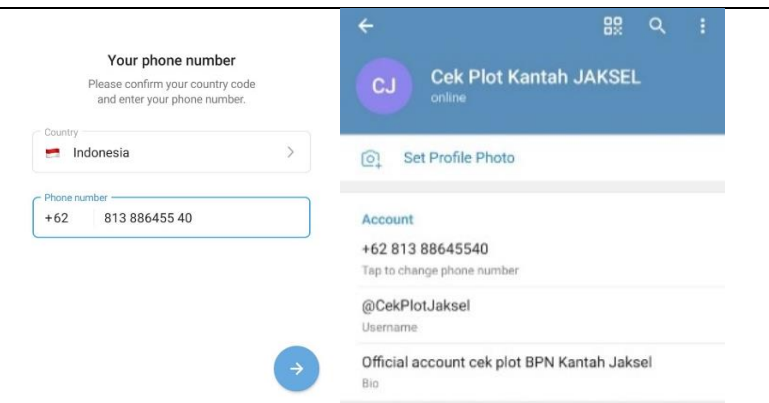 Your phone number
Please confirm your country code
and enter your phone number.
Country
Indonesia
Phone number
+62 813 886455 40
CJ
Cek Plot Kantah JAKSEL
online
Set Profile Photo
Account
+62 813 88645540
Tap to change phone number
@CekPlotJaksel
Username
Official account cek plot BPN Kantah Jaksel
Bio